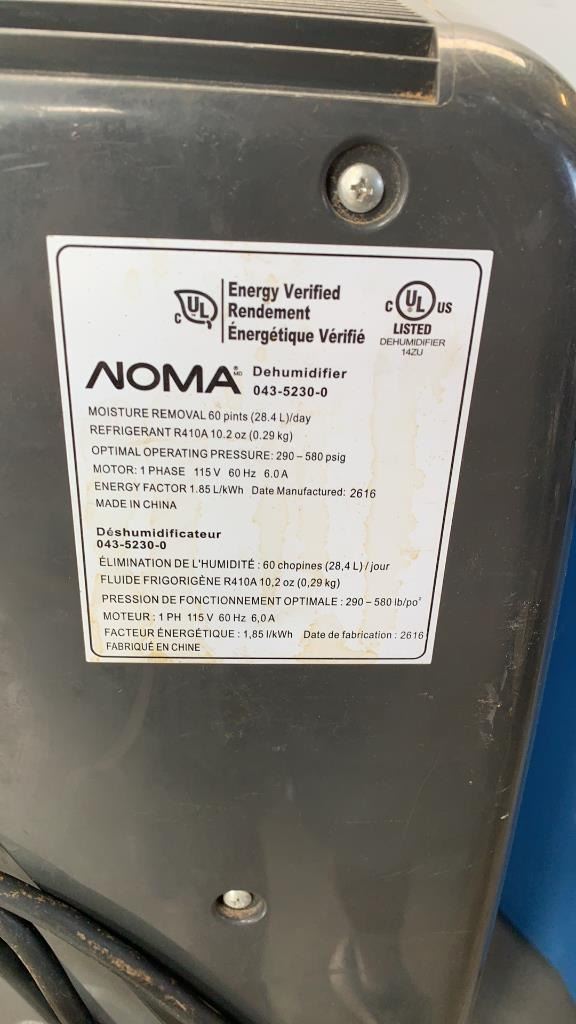 C UL Energy Verified
Rendement
Énergétique Vérifié
C UL US
LISTED
DEHUMIDIFIER
14ZU
NOMA®MD Dehumidifier
043-5230-0
MOISTURE REMOVAL 60 pints (28.4 L)/day
REFRIGERANT R410A 10.2 oz (0.29 kg)
OPTIMAL OPERATING PRESSURE: 290 – 580 psig
MOTOR: 1 PHASE 115 V 60 Hz 6.0 A
ENERGY FACTOR 1.85 L/kWh Date Manufactured: 2616
MADE IN CHINA
Déshumidificateur
043-5230-0
ÉLIMINATION DE L'HUMIDITÉ : 60 chopines (28,4 L) / jour
FLUIDE FRIGORIGÈNE R410A 10,2 oz (0,29 kg)
PRESSION DE FONCTIONNEMENT OPTIMALE : 290 – 580 lb/po²
MOTEUR : 1 PH 115 V 60 Hz 6,0 A
FACTEUR ÉNERGÉTIQUE : 1,85 l/kWh Date de fabrication : 2616
FABRIQUÉ EN CHINE